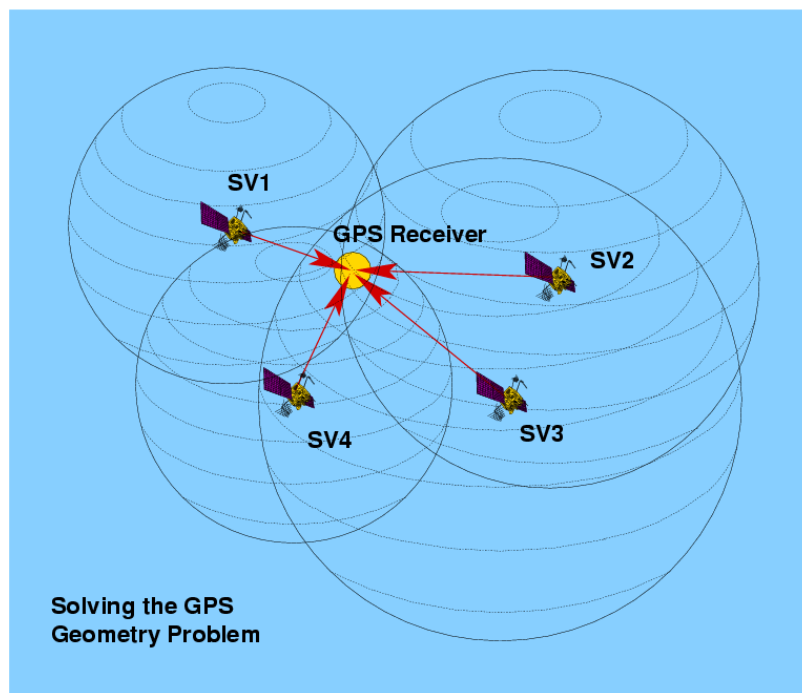 SV1
GPS Receiver
SV2
SV3
SV4
Solving the GPS
Geometry Problem